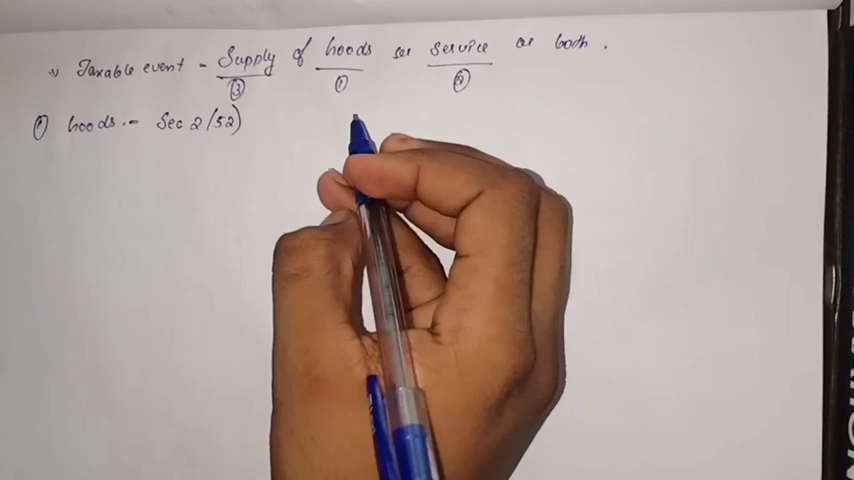 v) Taxable event - Supply of Goods or service or both.
③ ① ②
① Goods :- Sec 2 (52)